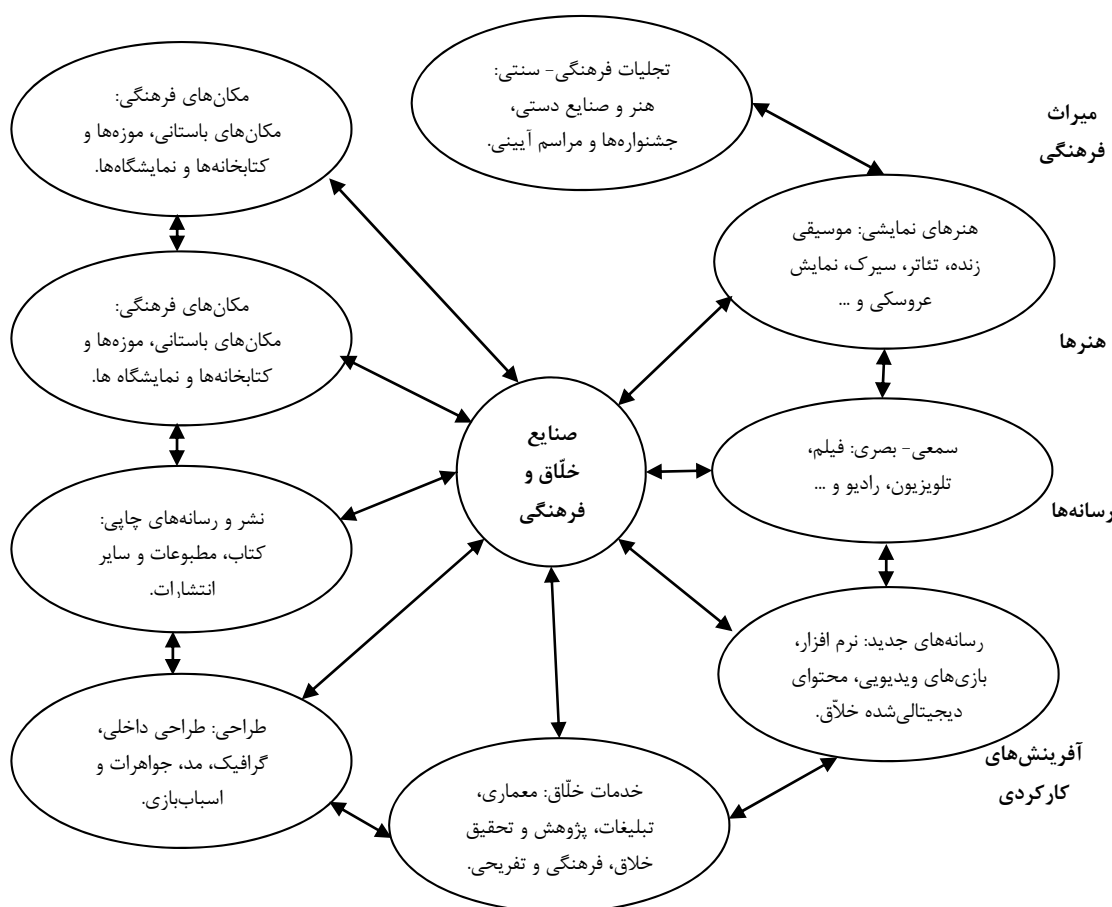 تجلیات فرهنگی- سنتی:
هنر و صنایع دستی،
جشنواره‌ها و مراسم آیینی.
مکان‌های فرهنگی:
مکان‌های باستانی، موزه‌ها و
کتابخانه‌ها و نمایشگاه‌ها.
میراث
فرهنگی
هنرهای نمایشی: موسیقی
زنده، تئاتر، سیرک، نمایش
عروسکی و ...
مکان‌های فرهنگی:
مکان‌های باستانی، موزه‌ها و
کتابخانه‌ها و نمایشگاه ها.
هنرها
صنایع
خلّاق و
فرهنگی
سمعی- بصری: فیلم،
تلویزیون، رادیو و ...
رسانه‌ها
نشر و رسانه‌های چاپی:
کتاب، مطبوعات و سایر
انتشارات.
رسانه‌های جدید: نرم افزار،
بازی‌های ویدیویی، محتوای
دیجیتالی‌شده خلاّق.
طراحی: طراحی داخلی،
گرافیک، مد، جواهرات و
اسباب‌بازی.
آفرینش‌های
کارکردی
خدمات خلّاق: معماری،
تبلیغات، پژوهش و تحقیق
خلاق، فرهنگی و تفریحی.